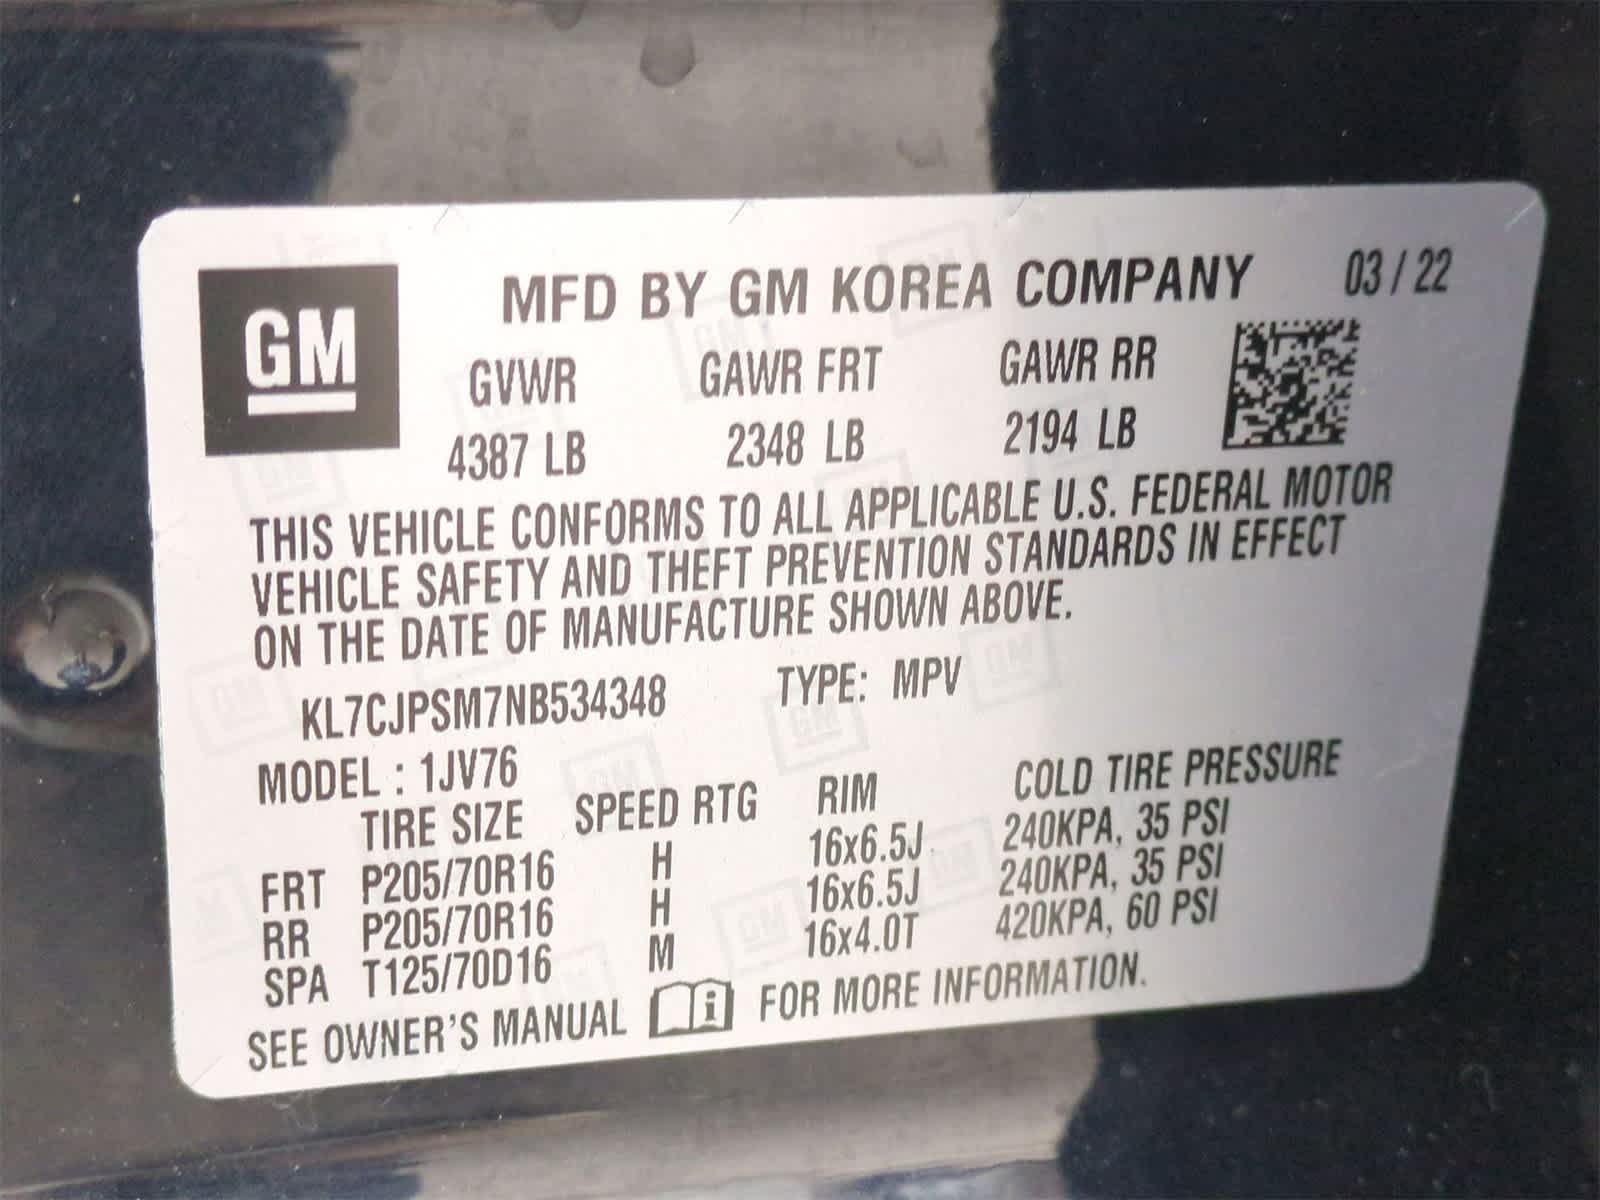 GM
MFD BY GM KOREA COMPANY 03 / 22
GVWR GAWR FRT GAWR RR
4387 LB 2348 LB 2194 LB
THIS VEHICLE CONFORMS TO ALL APPLICABLE U.S. FEDERAL MOTOR
VEHICLE SAFETY AND THEFT PREVENTION STANDARDS IN EFFECT
ON THE DATE OF MANUFACTURE SHOWN ABOVE.
KL7CJPSM7NB534348 TYPE: MPV
MODEL : 1JV76
TIRE SIZE SPEED RTG RIM COLD TIRE PRESSURE
FRT P205/70R16 H 16x6.5J 240KPA, 35 PSI
RR P205/70R16 H 16x6.5J 240KPA, 35 PSI
SPA T125/70D16 M 16x4.0T 420KPA, 60 PSI
SEE OWNER'S MANUAL i FOR MORE INFORMATION.